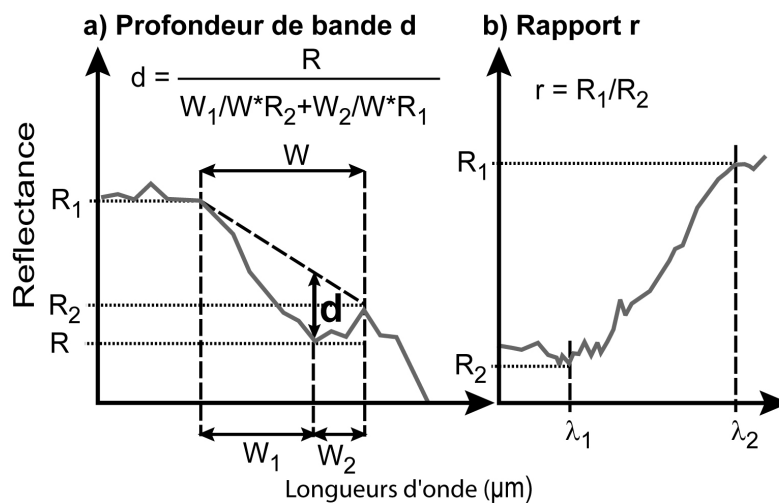 a) Profondeur de bande d
d = R / W₁/W*R₂+W₂/W*R₁
W
R₁
R₂
R
d
W₁
W₂
Reflectance
b) Rapport r
r = R₁/R₂
R₁
R₂
λ₁
λ₂
Longueurs d'onde (μm)